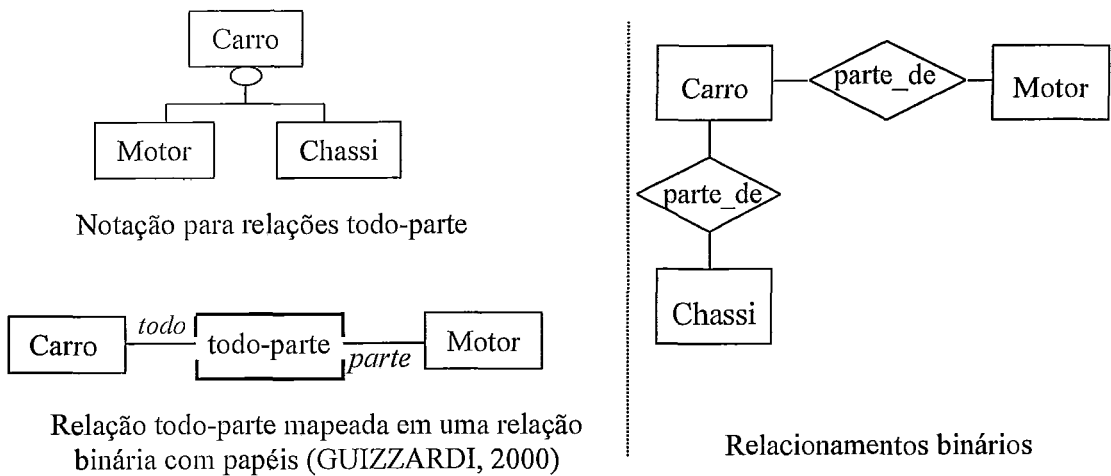 Carro
Motor
Chassi
Notação para relações todo-parte
Carro
todo
todo-parte
parte
Motor
Relação todo-parte mapeada em uma relação
binária com papéis (GUIZZARDI, 2000)
Carro
parte_de
Motor
parte_de
Chassi
Relacionamentos binários